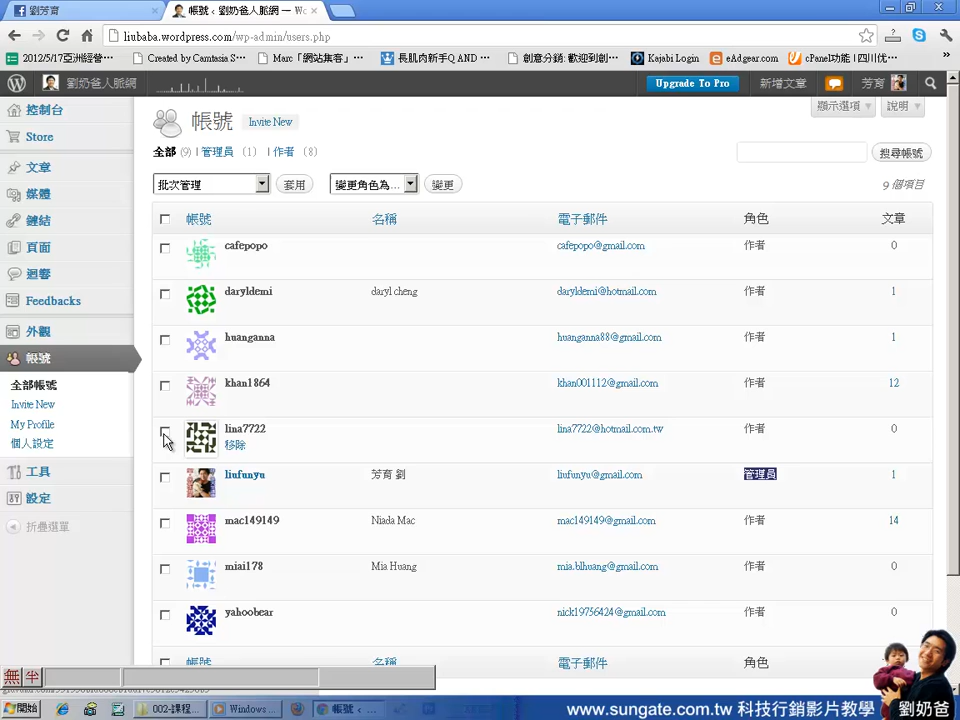 劉芳育
帳號 ‹ 劉奶爸人脈網 — Wo
liubaba.wordpress.com/wp-admin/users.php
2012/5/17亞洲經營…
Created by Camtasia S…
Marc「網站集客」…
長肌肉新手Q AND …
創意分銷: 歡迎到創…
Kajabi Login
eAdgear.com
cPanel功能 | 四川優…
劉奶爸人脈網
Upgrade To Pro
新增文章
芳育
控制台
Store
文章
媒體
鏈結
頁面
迴響
Feedbacks
外觀
帳號
全部帳號
Invite New
My Profile
個人設定
工具
設定
折疊選單
顯示選項
說明
帳號 Invite New
全部 (9) | 管理員 (1) | 作者 (8)
搜尋帳號
批次管理 套用 變更角色為… 變更
9 個項目
帳號 名稱 電子郵件 角色 文章
cafepopo cafepopo@gmail.com 作者 0
daryldemi daryl cheng daryldemi@hotmail.com 作者 1
huanganna huanganna88@gmail.com 作者 1
khan1864 khan001112@gmail.com 作者 12
lina7722 lina7722@hotmail.com.tw 作者 0
移除
liufunyu 芳育 劉 liufunyu@gmail.com 管理員 1
mac149149 Niada Mac mac149149@gmail.com 作者 14
miai178 Mia Huang mia.blhuang@gmail.com 作者 0
yahoobear nick19756424@gmail.com 作者 0
帳號 名稱 電子郵件 角色
無 半
開始
002-課程…
Windows…
帳號 ‹ …
www.sungate.com.tw 科技行銷影片教學 劉奶爸